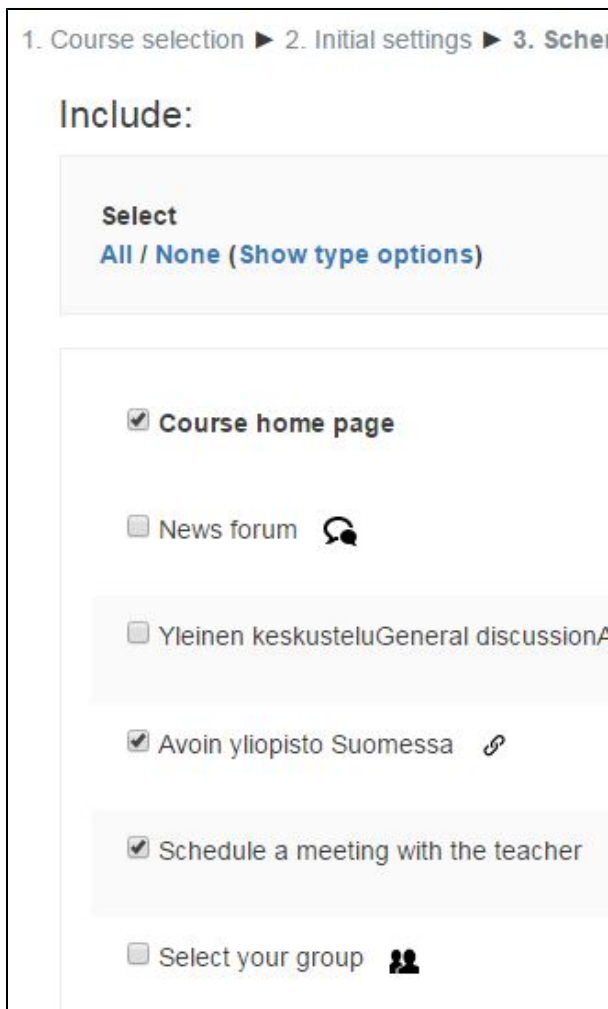 1. Course selection ► 2. Initial settings ► 3. Scher
Include:
Select
All / None (Show type options)
Course home page
News forum
Yleinen keskusteluGeneral discussionA
Avoin yliopisto Suomessa
Schedule a meeting with the teacher
Select your group